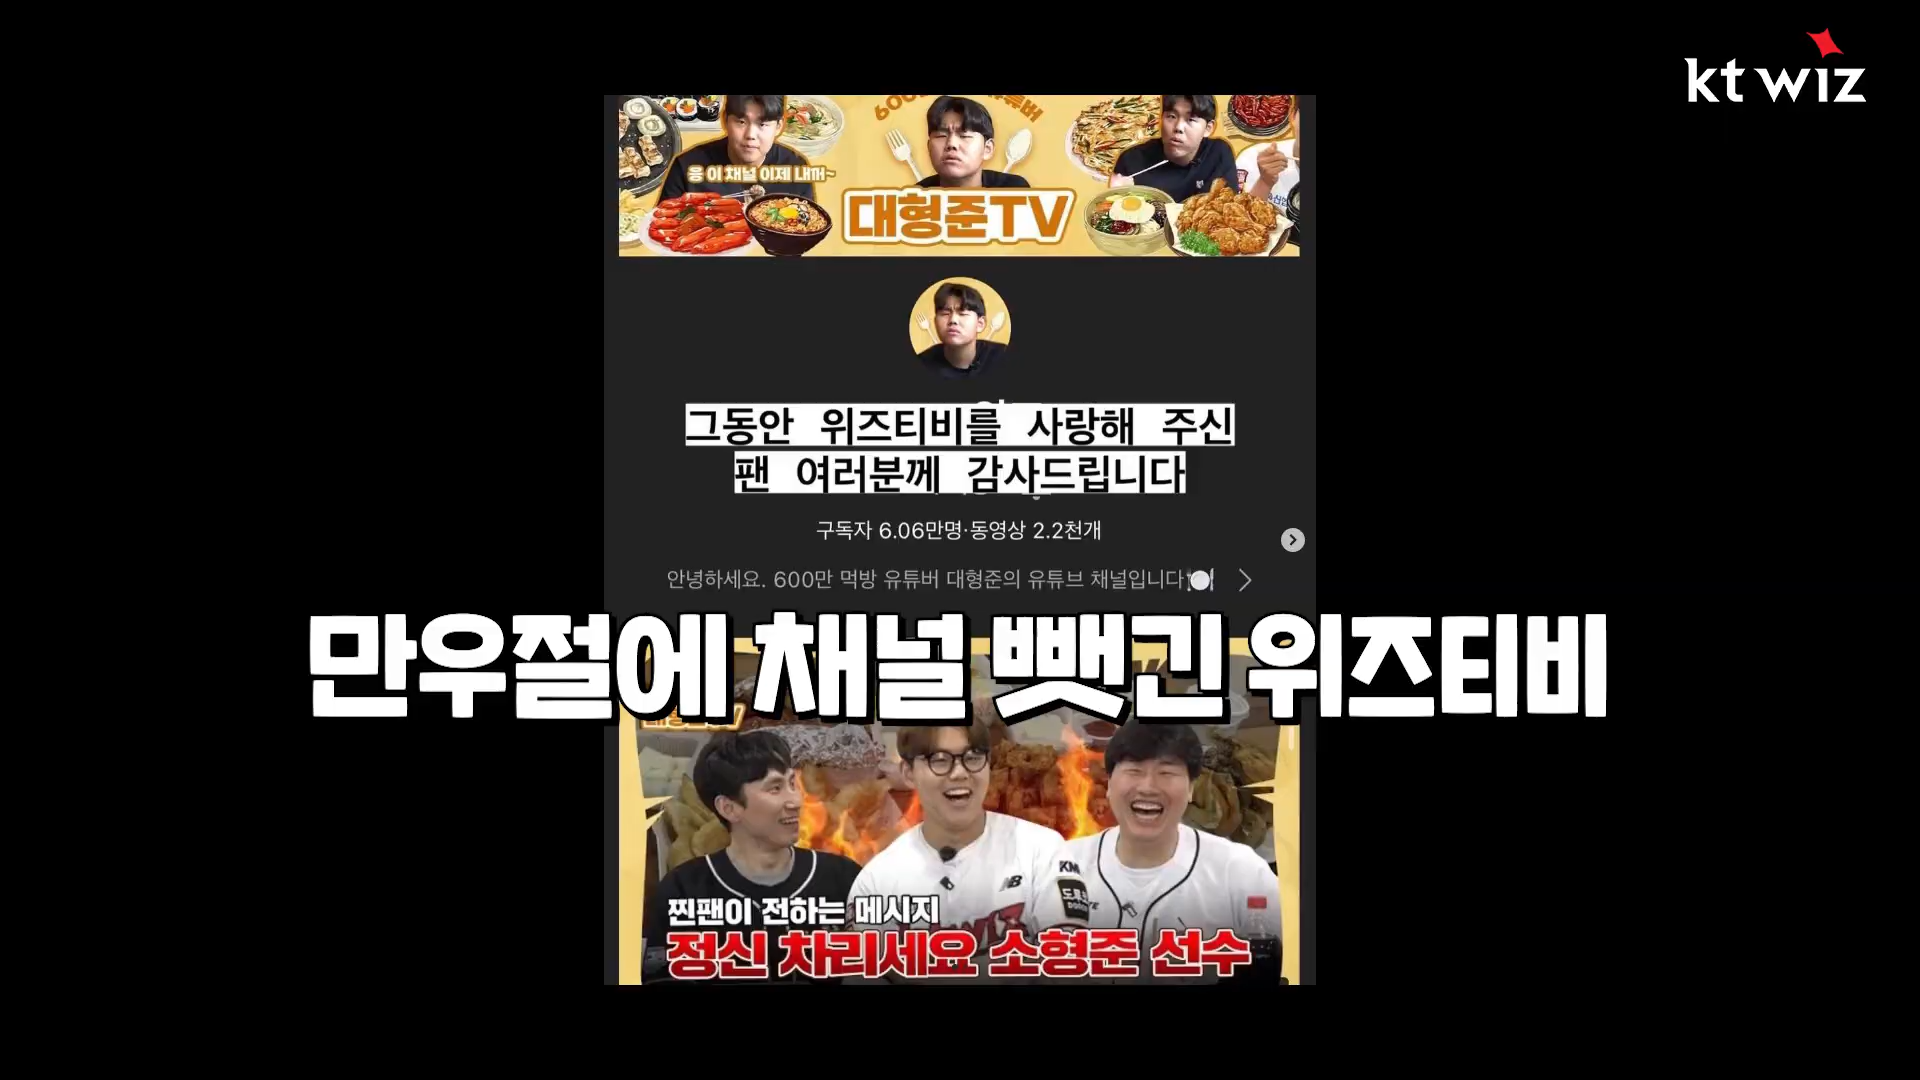 kt wiz
응 이 채널 이제 내꺼~
대형준TV
그동안 위즈티비를 사랑해 주신
팬 여러분께 감사드립니다
구독자 6.06만명·동영상 2.2천개
안녕하세요. 600만 먹방 유튜버 대형준의 유튜브 채널입니다
만우절에 채널 뺏긴 위즈티비
KM
NB
찐팬이 전하는 메시지
정신 차리세요 소형준 선수